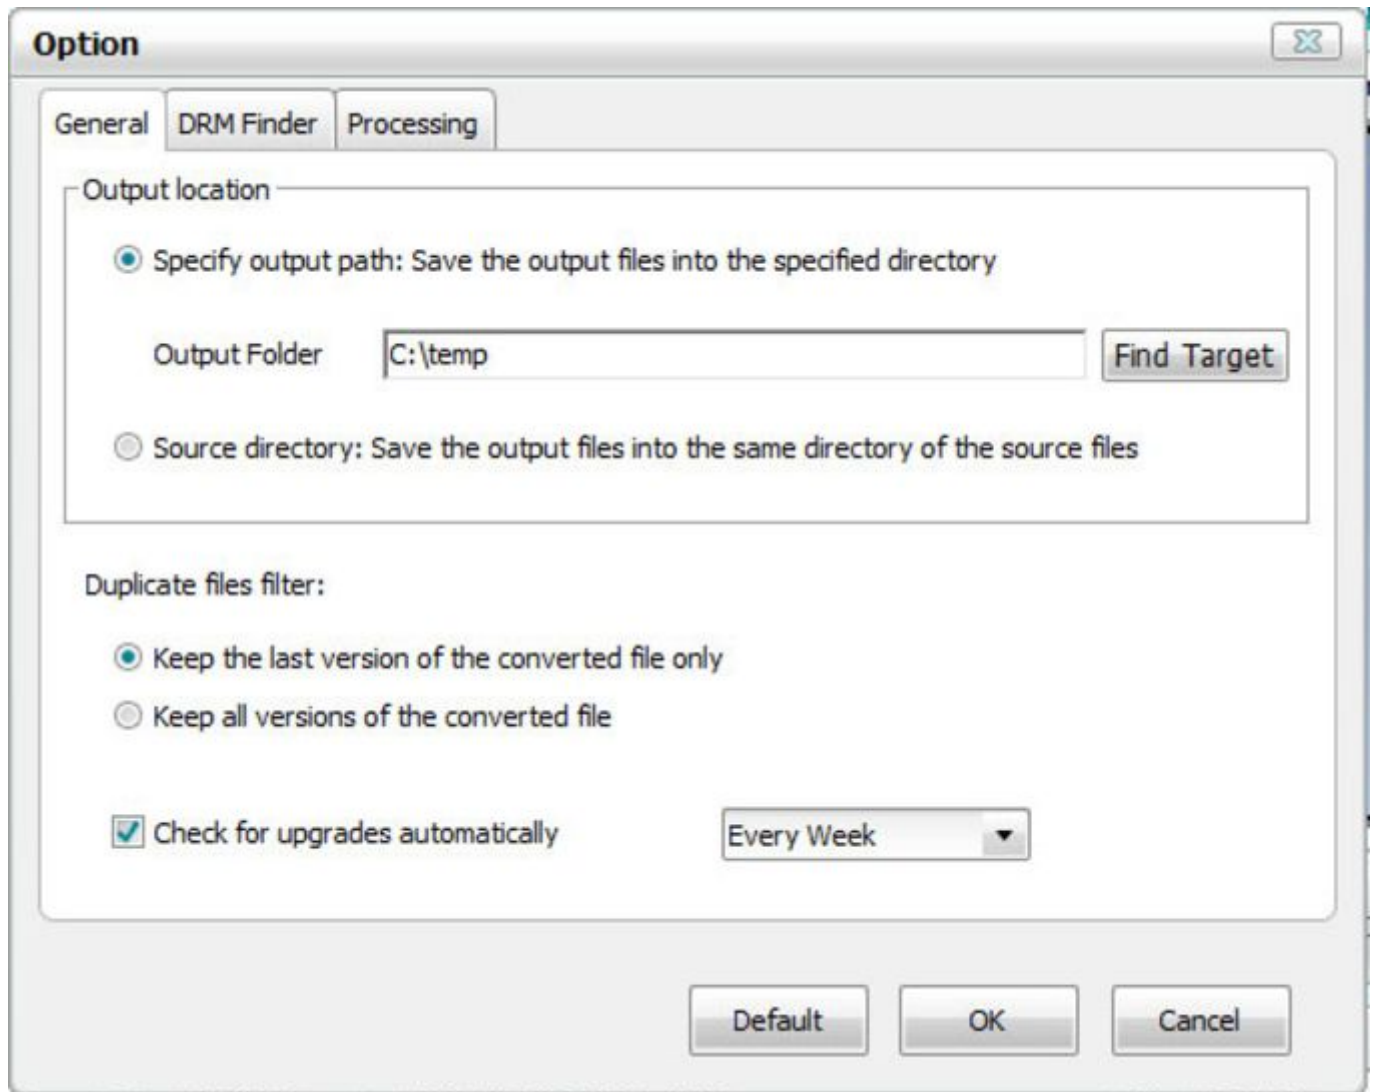 Option
General DRM Finder Processing
Output location
Specify output path: Save the output files into the specified directory
Output Folder C:\temp Find Target
Source directory: Save the output files into the same directory of the source files
Duplicate files filter:
Keep the last version of the converted file only
Keep all versions of the converted file
Check for upgrades automatically Every Week
Default OK Cancel